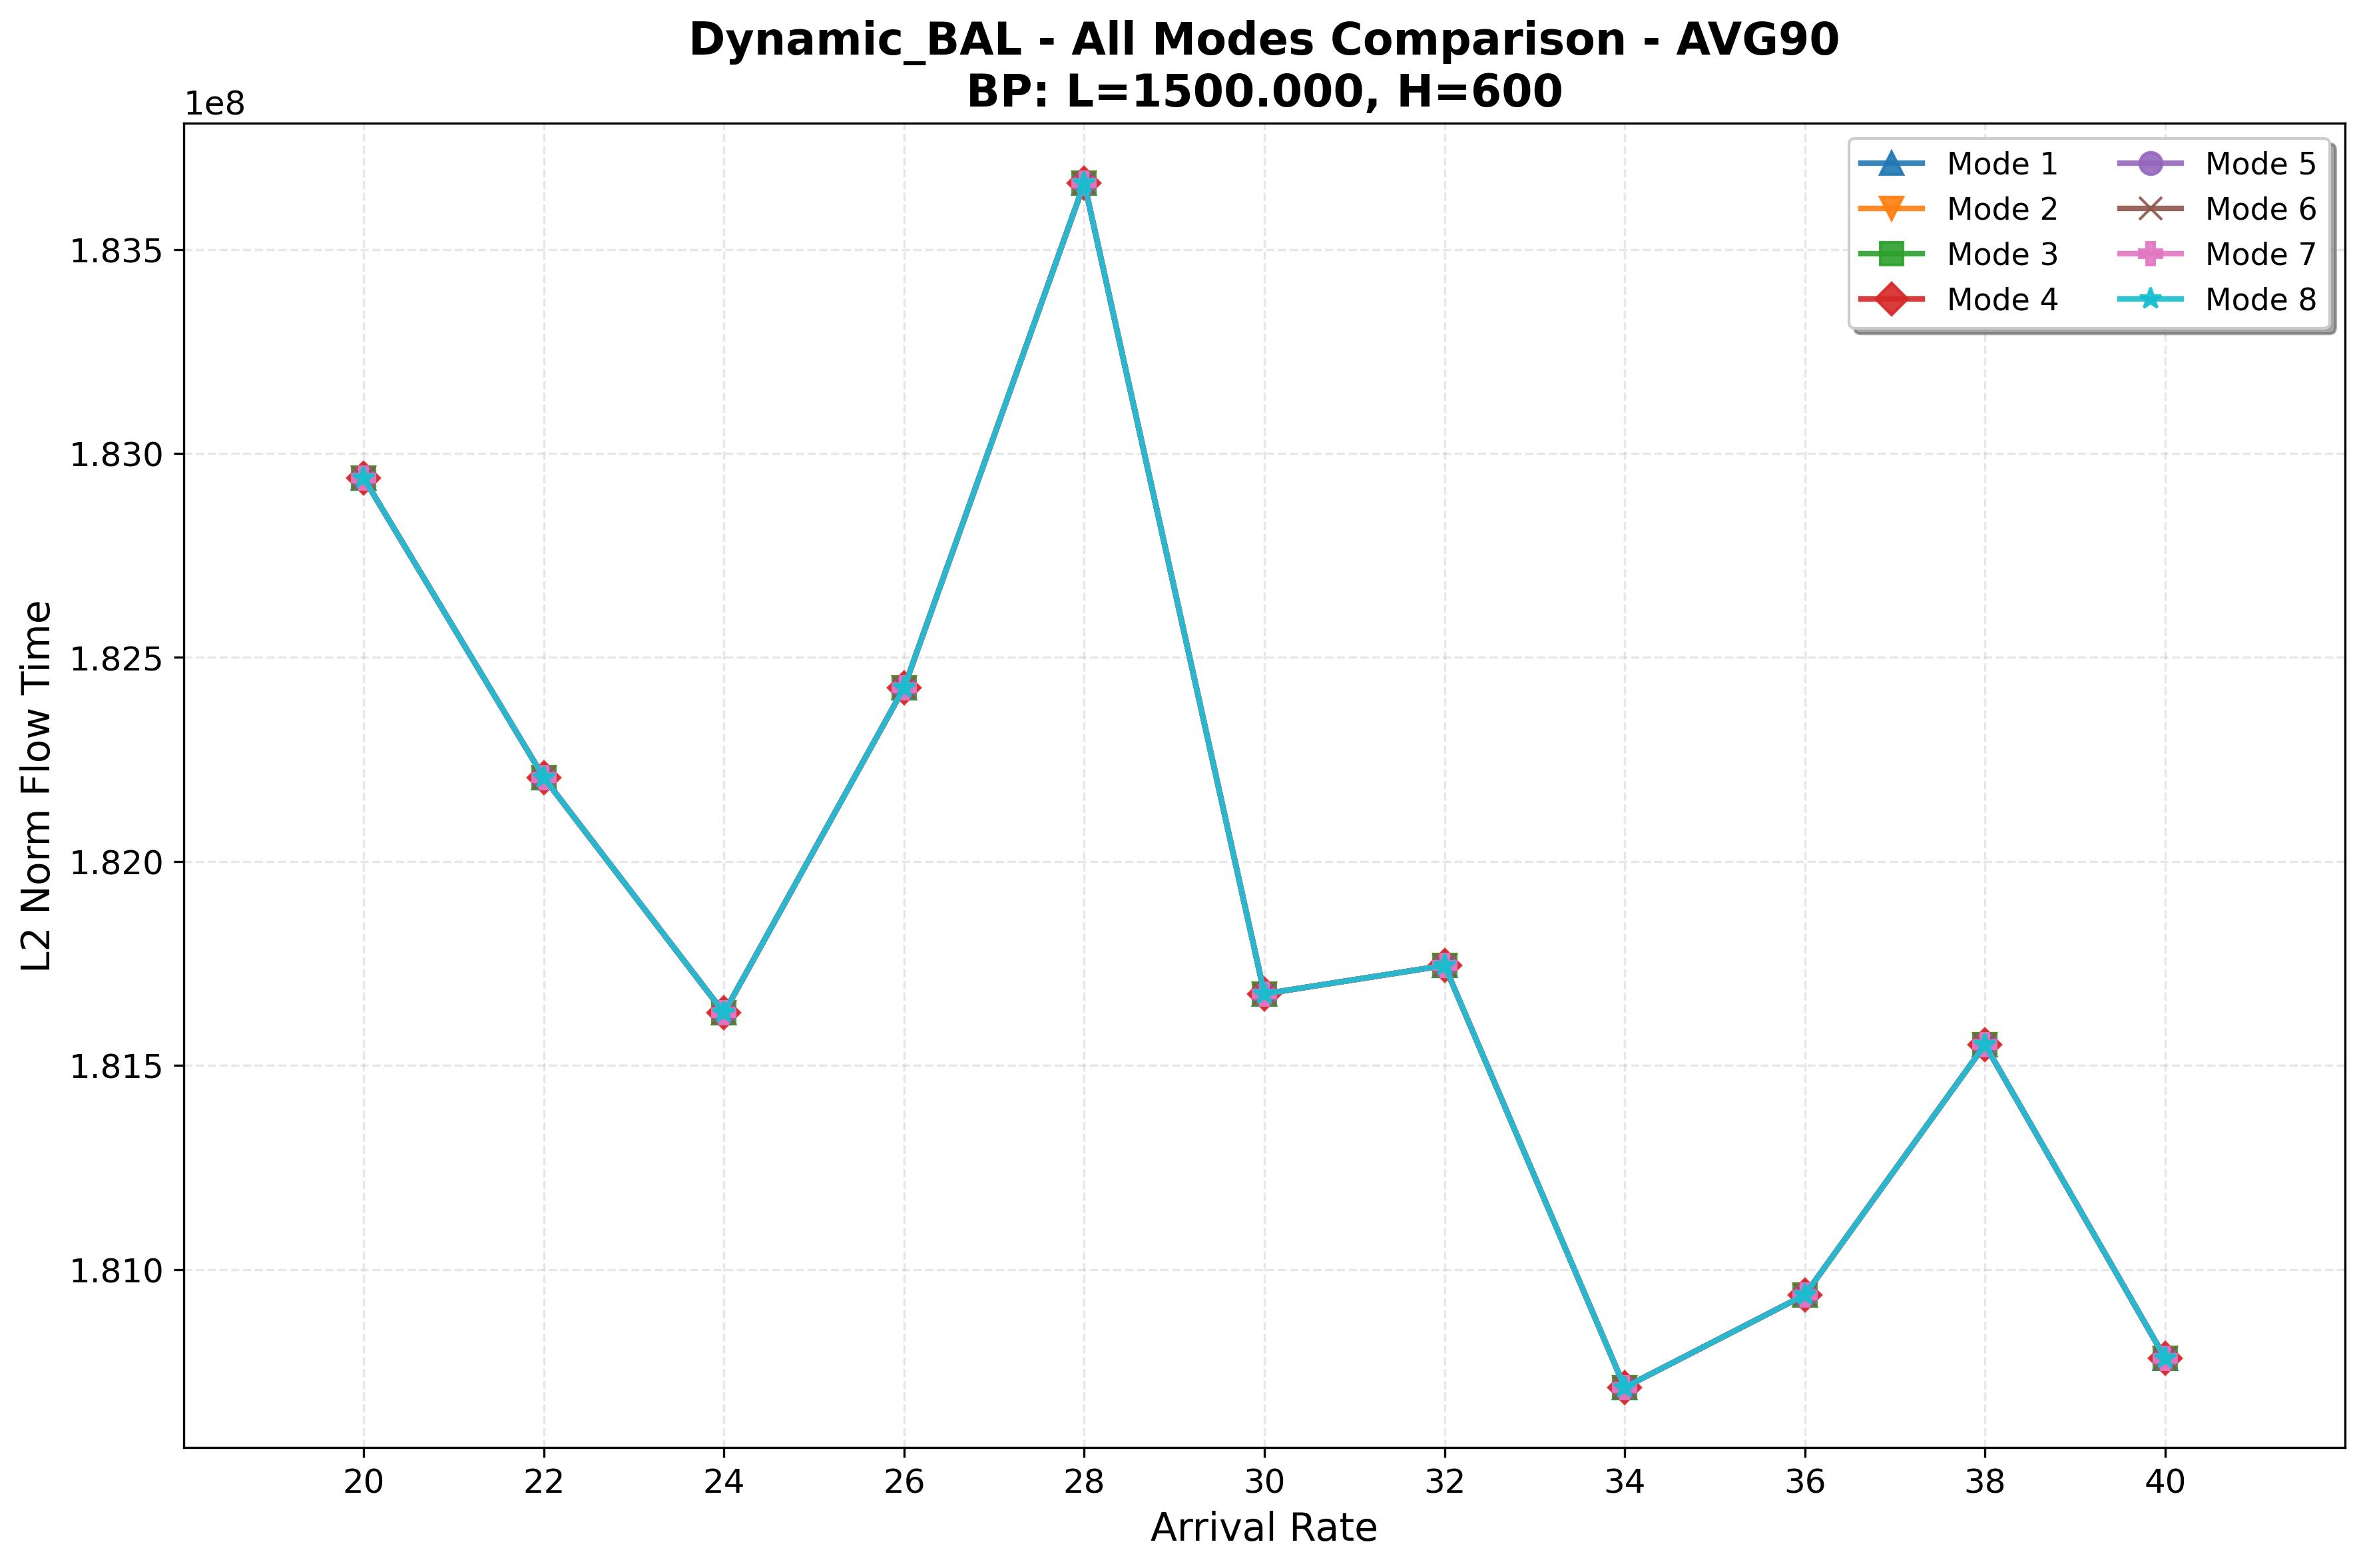 Dynamic_BAL - All Modes Comparison - AVG90
BP: L=1500.000, H=600
1e8
Mode 1
Mode 2
Mode 3
Mode 4
Mode 5
Mode 6
Mode 7
Mode 8
L2 Norm Flow Time
1.835
1.830
1.825
1.820
1.815
1.810
20 22 24 26 28 30 32 34 36 38 40
Arrival Rate